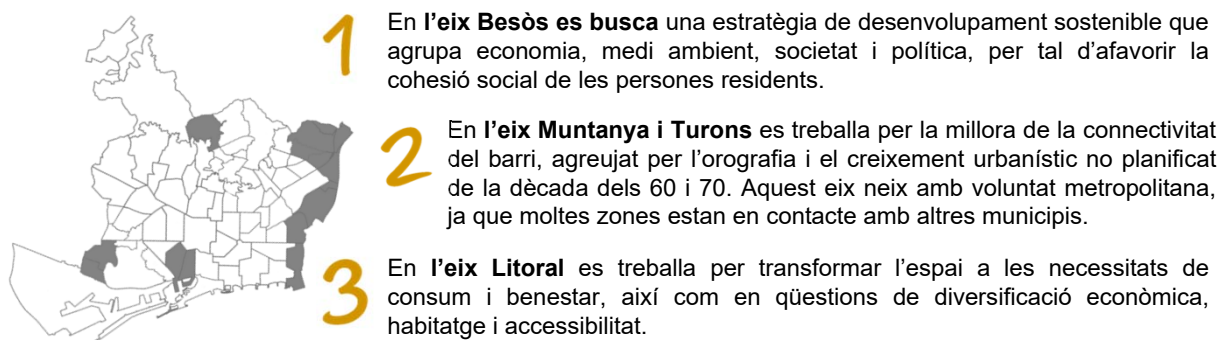 1
En l’eix Besòs es busca una estratègia de desenvolupament sostenible que
agrupa economia, medi ambient, societat i política, per tal d’afavorir la
cohesió social de les persones residents.
2
En l’eix Muntanya i Turons es treballa per la millora de la connectivitat
del barri, agreujat per l’orografia i el creixement urbanístic no planificat
de la dècada dels 60 i 70. Aquest eix neix amb voluntat metropolitana,
ja que moltes zones estan en contacte amb altres municipis.
3
En l’eix Litoral es treballa per transformar l’espai a les necessitats de
consum i benestar, així com en qüestions de diversificació econòmica,
habitatge i accessibilitat.